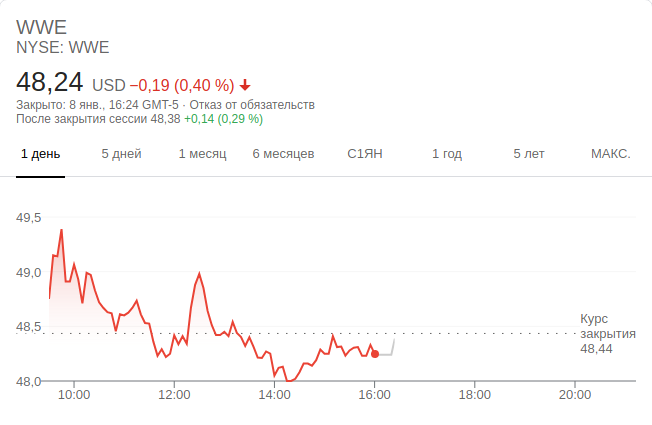 WWE
NYSE: WWE
48,24 USD −0,19 (0,40 %)
Закрыто: 8 янв., 16:24 GMT-5 · Отказ от обязательств
После закрытия сессии 48,38 +0,14 (0,29 %)
1 день 5 дней 1 месяц 6 месяцев С1ЯН 1 год 5 лет МАКС.
49,5
49,0
48,5
48,0
Курс
закрытия
48,44
10:00 12:00 14:00 16:00 18:00 20:00